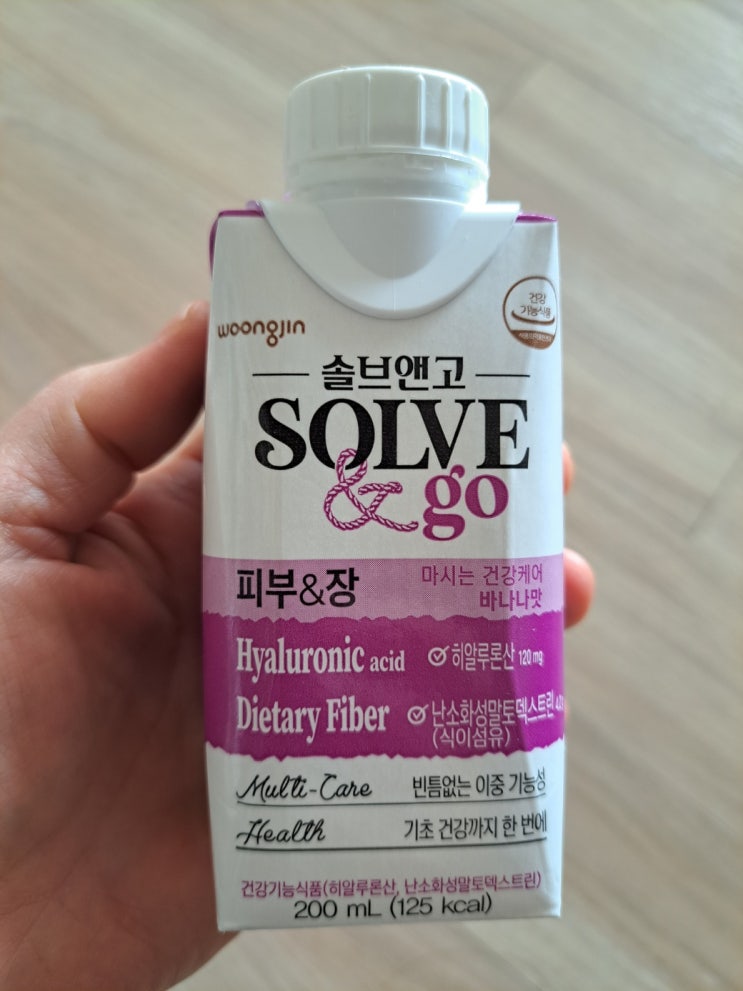 woongjin
건강
기능식품
솔브앤고
SOLVE
& go
피부&장
마시는 건강케어
바나나맛
Hyaluronic acid
히알루론산 120 mg
Dietary Fiber
난소화성말토덱스트린
(식이섬유)
Multi-Care 빈틈없는 이중 기능성
Health 기초 건강까지 한 번에
건강기능식품(히알루론산, 난소화성말토덱스트린)
200 mL (125 kcal)